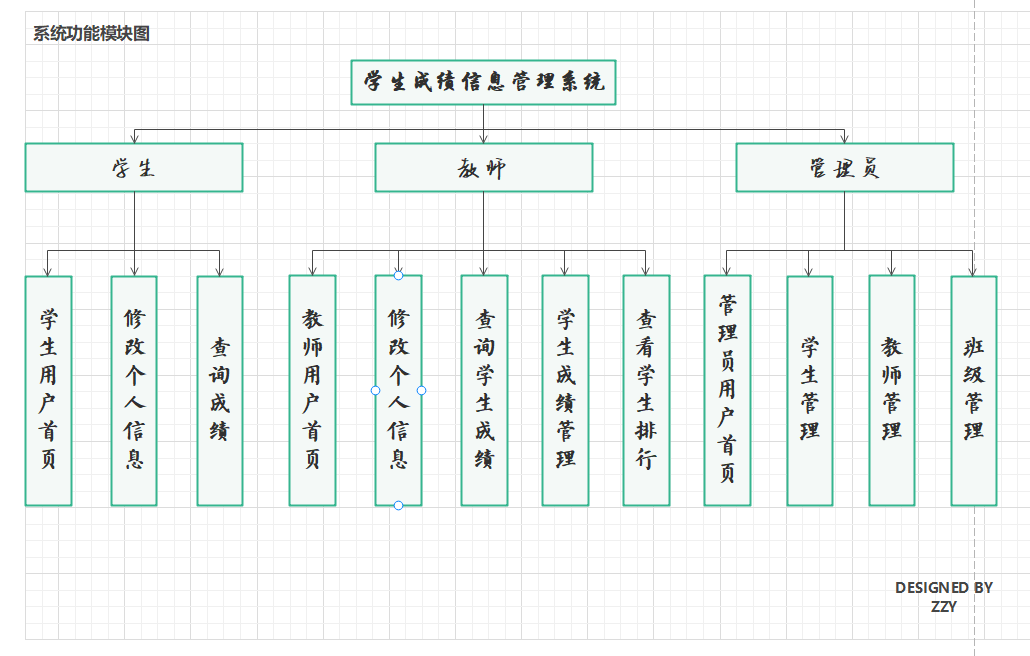 系统功能模块图
学生成绩信息管理系统
学生
教师
管理员
学生用户首页
修改个人信息
查询成绩
教师用户首页
修改个人信息
查询学生成绩
学生成绩管理
查看学生排行
管理员用户首页
学生管理
教师管理
班级管理
DESIGNED BY
ZZY